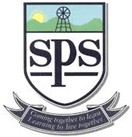 sps
Coming together to learn
Learning to live together